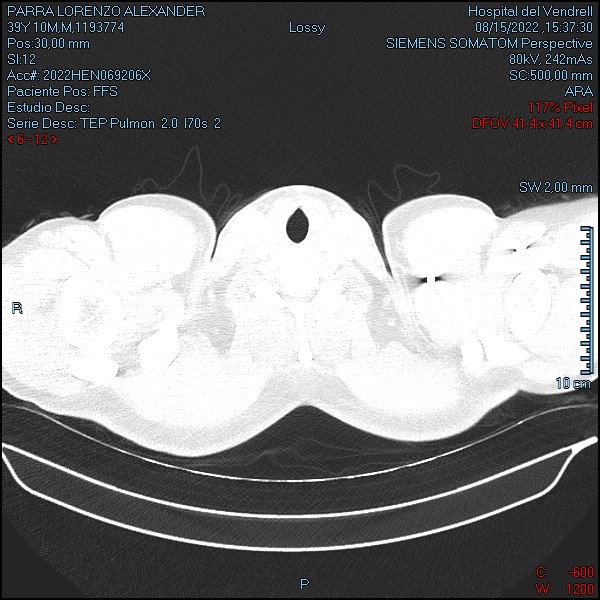 PARRA LORENZO ALEXANDER
39Y 10M,M,1193774
Pos:30,00 mm
SI:12
Acc#: 2022HEN069206X
Paciente Pos: FFS
Estudio Desc:
Serie Desc: TEP Pulmon 2.0 I70s 2
< 6 - 12 >
Lossy
Hospital del Vendrell
08/15/2022 ,15:37:30
SIEMENS SOMATOM Perspective
80kV, 242mAs
SC:500,00 mm
ARA
117% Pixel
DFOV 41,4 x 41,4 cm
SW 2,00 mm
R
10 cm
P
C -600
W 1200